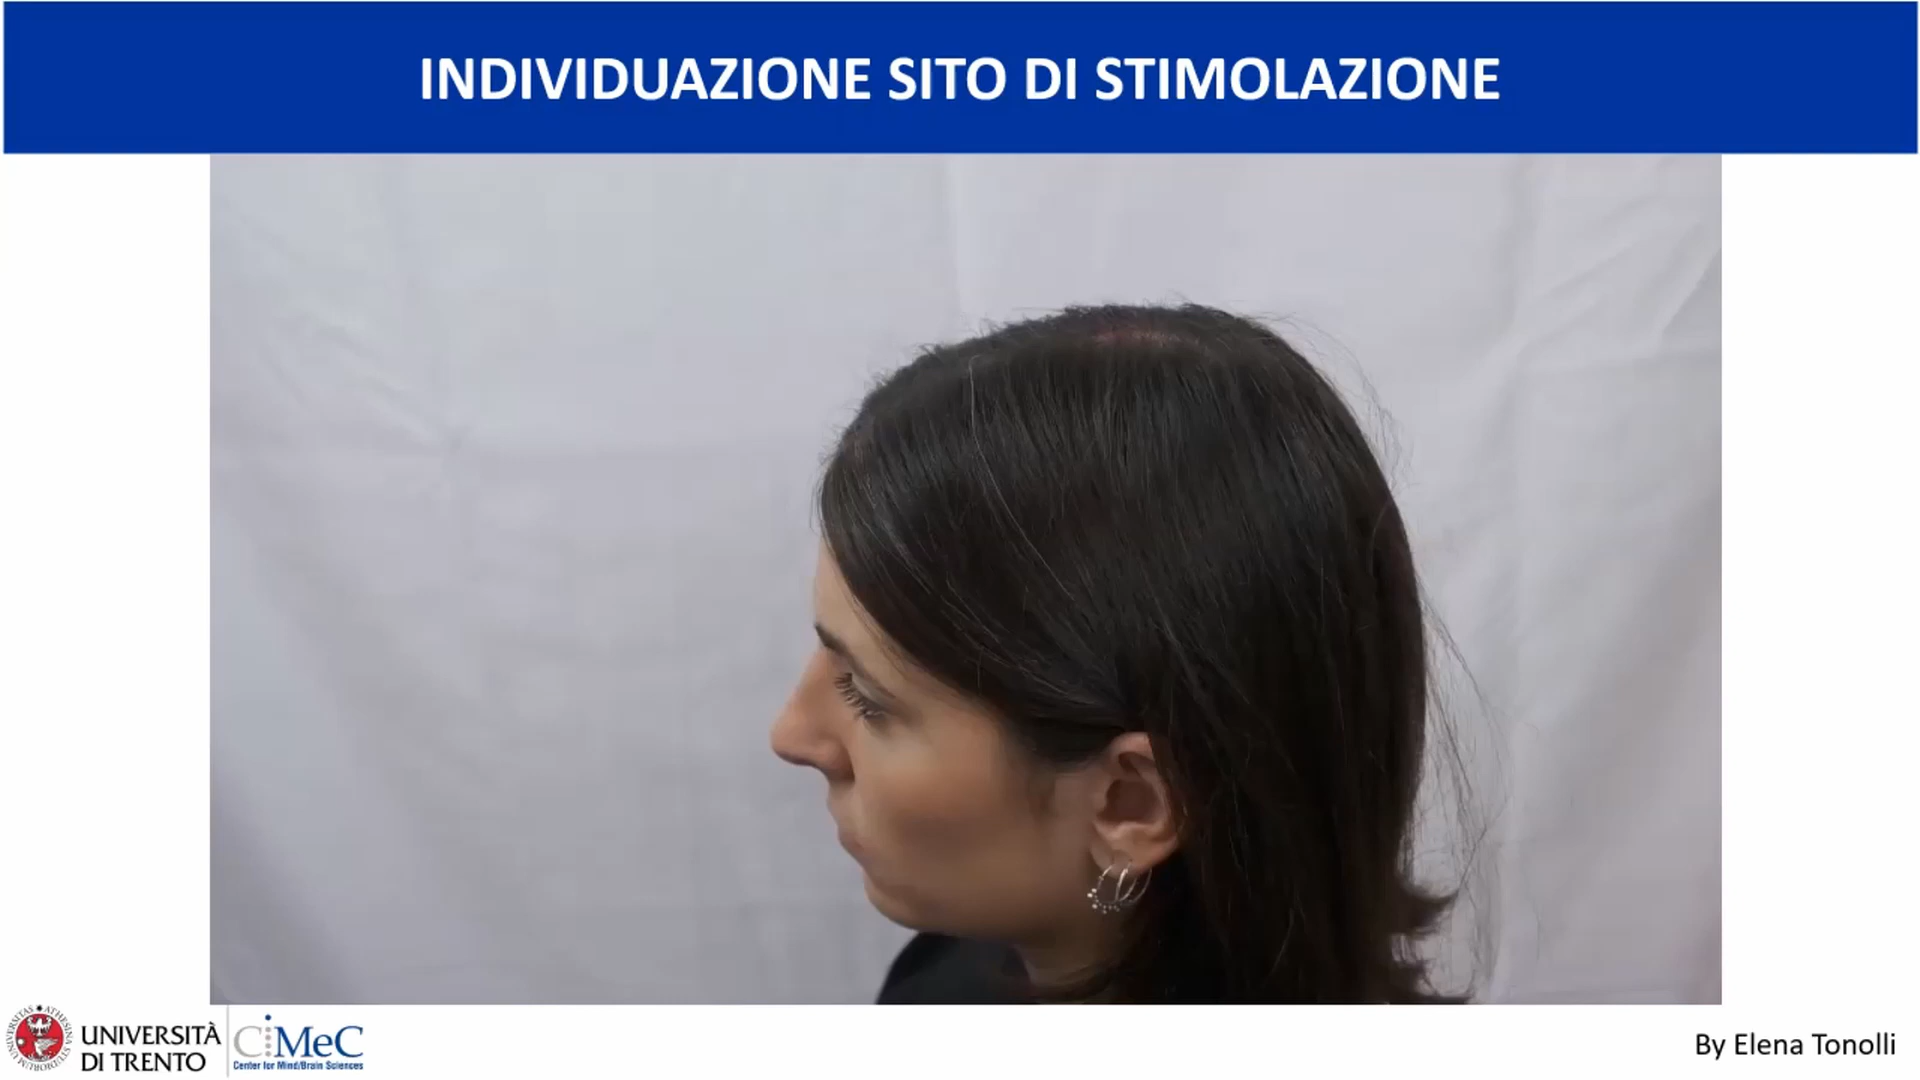 INDIVIDUAZIONE SITO DI STIMOLAZIONE
UNIVERSITÀ
DI TRENTO
CiMeC
Center for Mind/Brain Sciences
By Elena Tonolli